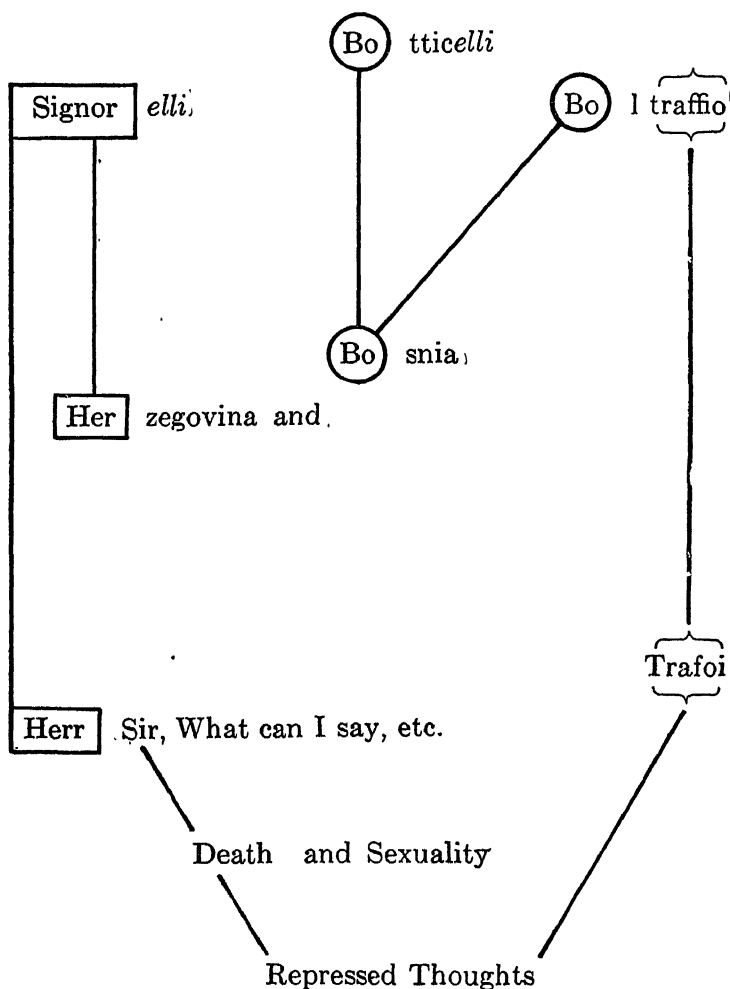 Bo tticelli
Signor elli,
Bo l traffio
Bo snia,
Her zegovina and
Trafoi
Herr Sir, What can I say, etc.
Death and Sexuality
Repressed Thoughts